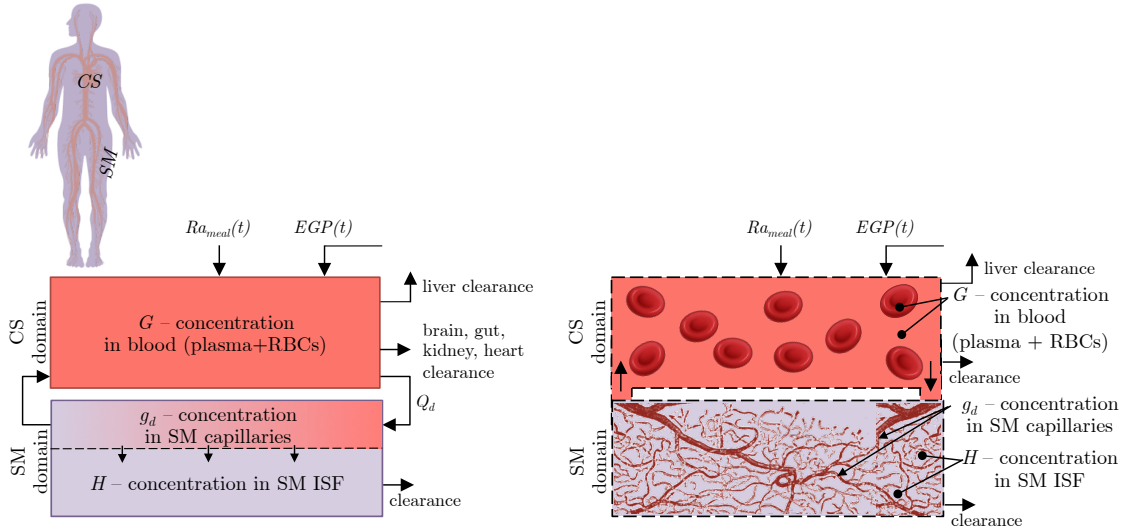 CS
SM
Ra_meal(t)
EGP(t)
liver clearance
CS
domain
G – concentration
in blood (plasma+RBCs)
brain, gut,
kidney, heart
clearance
Q_d
SM
domain
g_d – concentration
in SM capillaries
H – concentration in SM ISF
clearance
Ra_meal(t)
EGP(t)
liver clearance
CS
domain
G – concentration
in blood
(plasma + RBCs)
clearance
SM
domain
g_d – concentration
in SM capillaries
H – concentration
in SM ISF
clearance